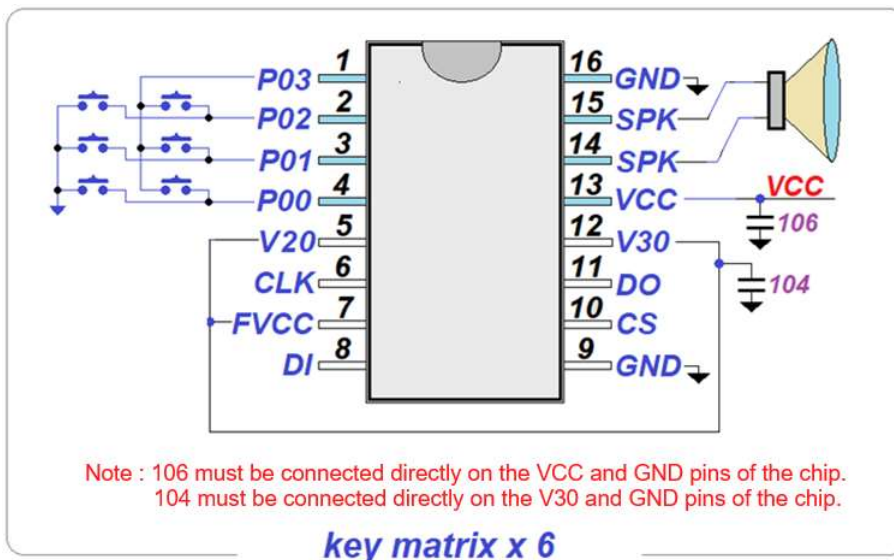 1 16
P03 GND
2 15
P02 SPK
3 14
P01 SPK
4 13
P00 VCC VCC
5 12 106
V20 V30
6 11
CLK DO 104
7 10
FVCC CS
8 9
DI GND
Note : 106 must be connected directly on the VCC and GND pins of the chip.
104 must be connected directly on the V30 and GND pins of the chip.
key matrix x 6